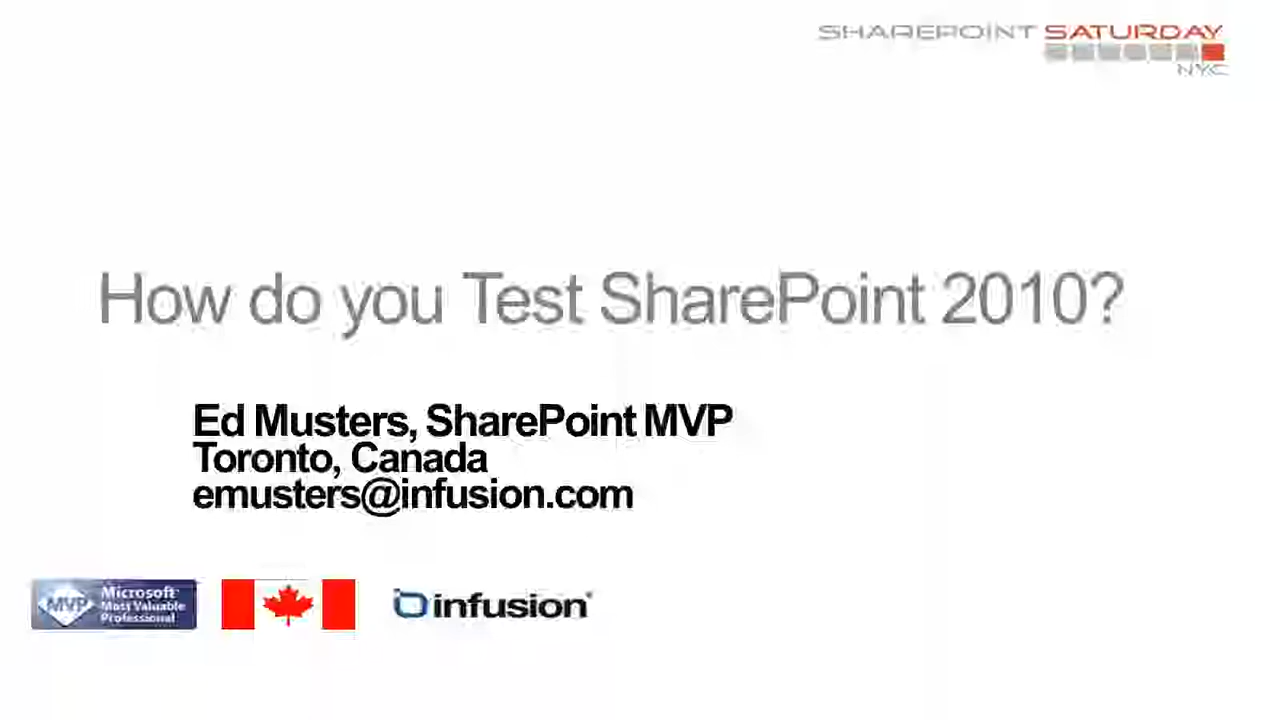 SHAREPOINT SATURDAY
NYC
How do you Test SharePoint 2010?
Ed Musters, SharePoint MVP
Toronto, Canada
emusters@infusion.com
MVP
Microsoft®
Most Valuable
Professional
infusion®